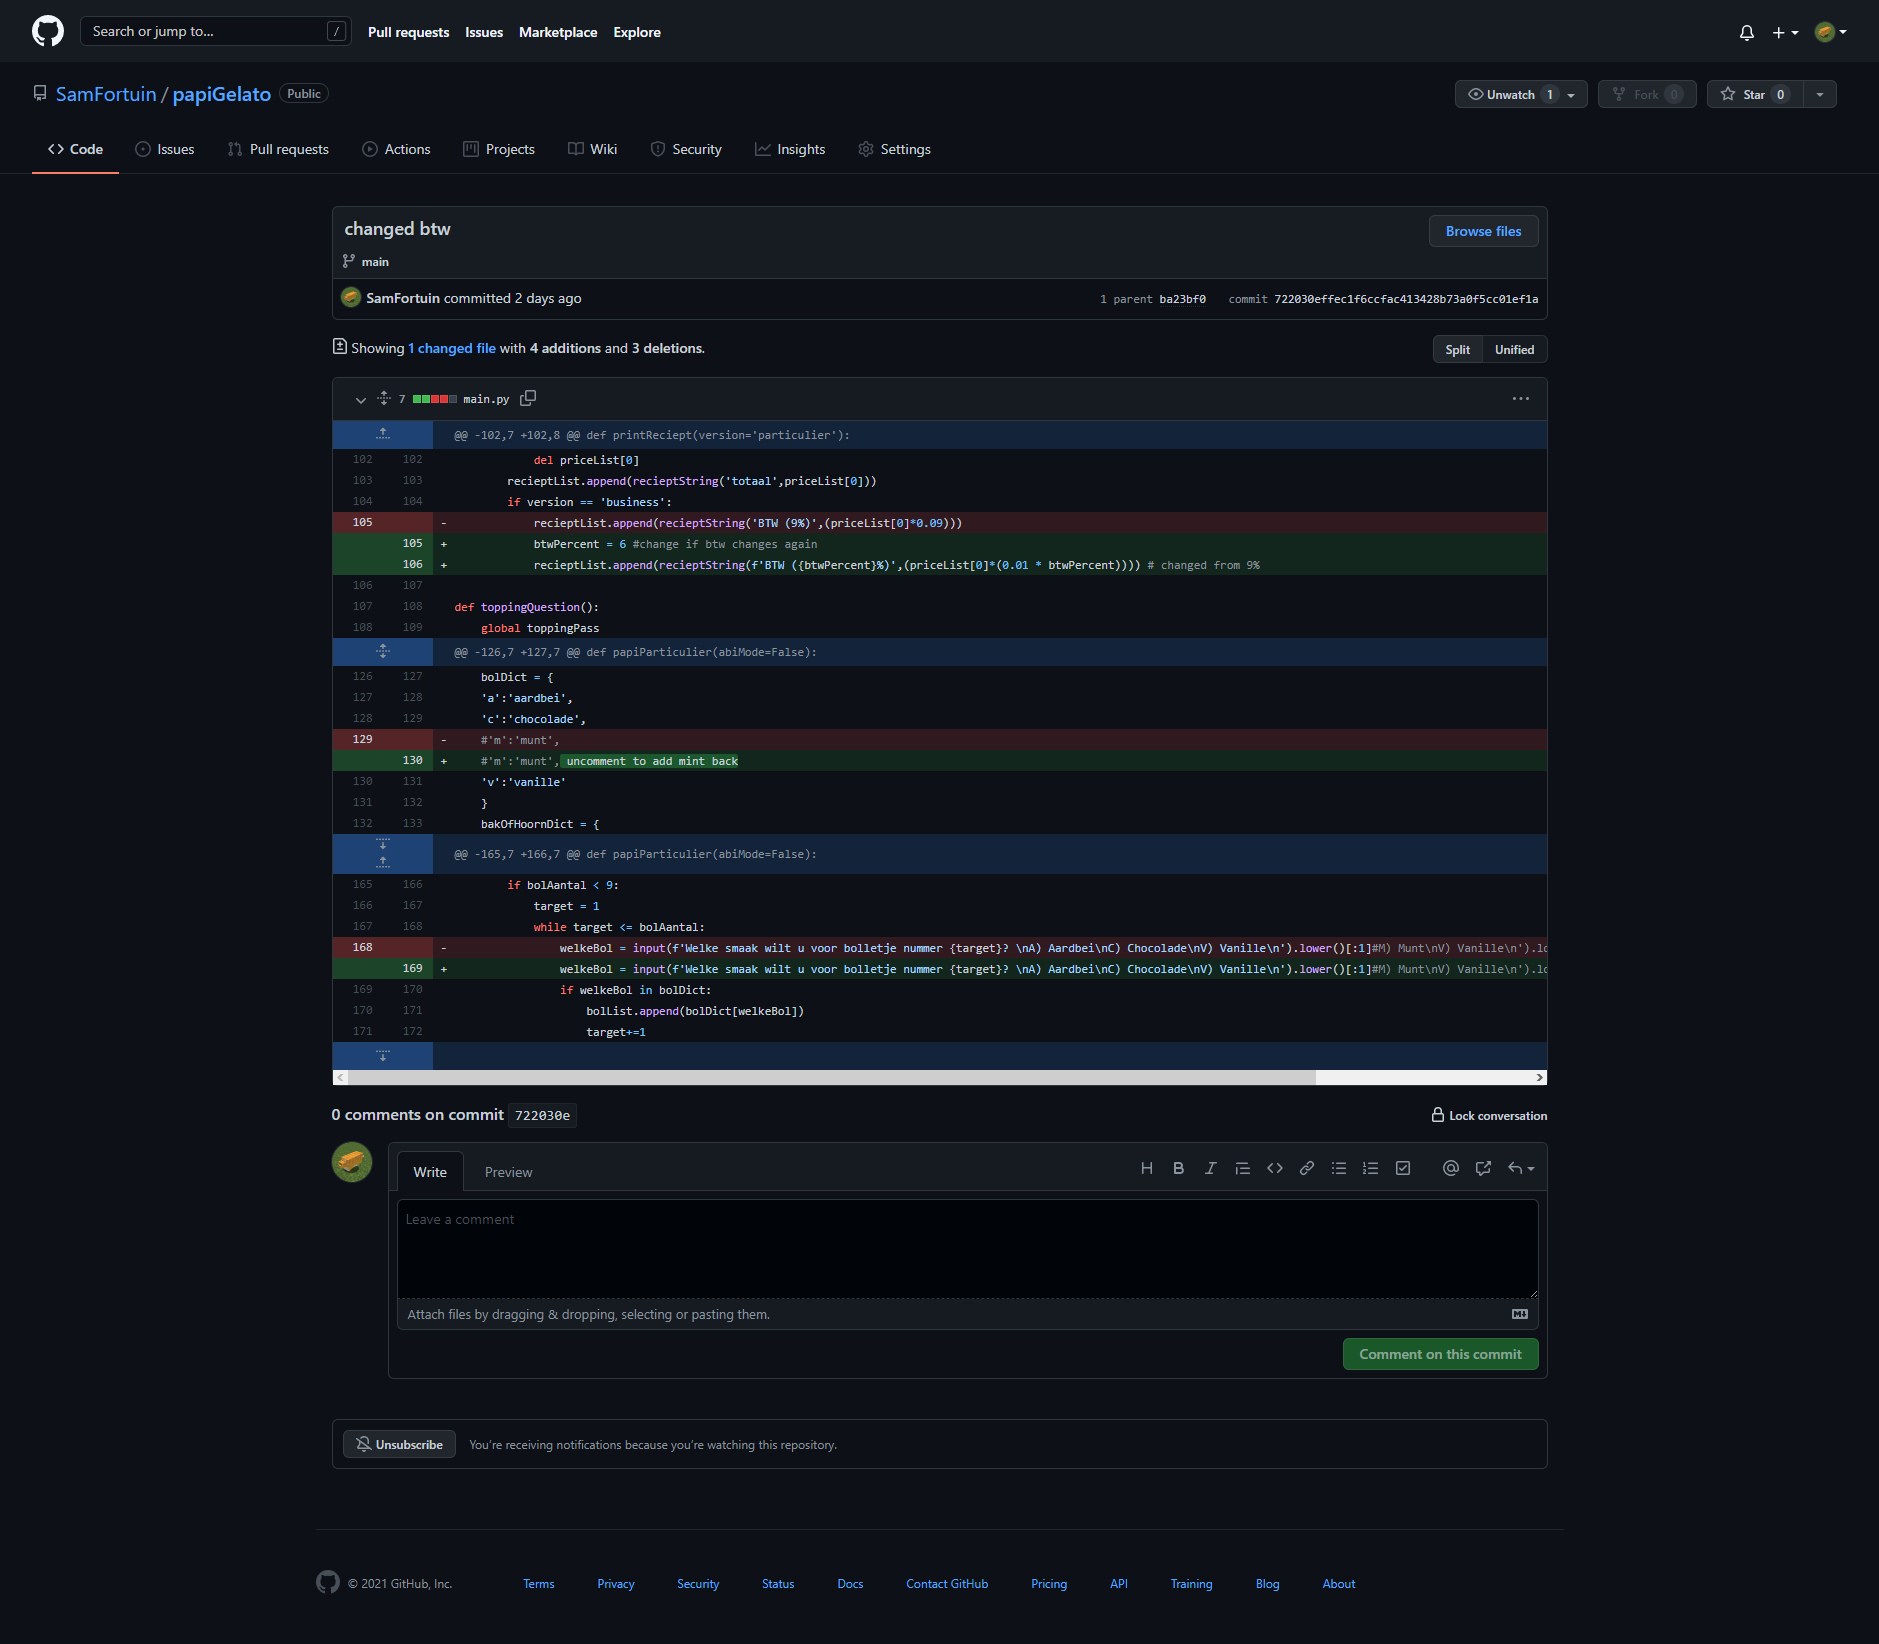 Search or jump to... /
Pull requests Issues Marketplace Explore
SamFortuin / papiGelato Public
Unwatch 1 Fork 0 Star 0
Code Issues Pull requests Actions Projects Wiki Security Insights Settings
changed btw
Browse files
main
SamFortuin committed 2 days ago
1 parent ba23bf0 commit 722030effec1f6ccfac413428b73a0f5cc01ef1a
Showing 1 changed file with 4 additions and 3 deletions.
Split Unified
7 main.py
@@ -102,7 +102,8 @@ def printReciept(version='particulier'):
102 102 del priceList[0]
103 103 recieptList.append(recieptString('totaal',priceList[0]))
104 104 if version == 'business':
105 - recieptList.append(recieptString('BTW (9%)',(priceList[0]*0.09)))
105 + btwPercent = 6 #change if btw changes again
106 + recieptList.append(recieptString(f'BTW ({btwPercent}%)',(priceList[0]*(0.01 * btwPercent)))) # changed from 9%
106 107
107 108 def toppingQuestion():
108 109 global toppingPass
@@ -126,7 +127,7 @@ def papiParticulier(abiMode=False):
126 127 bolDict = {
127 128 'a':'aardbei',
128 129 'c':'chocolade',
129 - #'m':'munt',
130 + #'m':'munt', uncomment to add mint back
130 131 'v':'vanille'
131 132 }
132 133 bakOfHoornDict = {
@@ -165,7 +166,7 @@ def papiParticulier(abiMode=False):
165 166 if bolAantal < 9:
166 167 target = 1
167 168 while target <= bolAantal:
168 - welkeBol = input(f'Welke smaak wilt u voor bolletje nummer {target}? \nA) Aardbei\nC) Chocolade\nV) Vanille\n').lower()[:1]#M) Munt\nV) Vanille\n').lo
169 + welkeBol = input(f'Welke smaak wilt u voor bolletje nummer {target}? \nA) Aardbei\nC) Chocolade\nV) Vanille\n').lower()[:1]#M) Munt\nV) Vanille\n').lo
169 170 if welkeBol in bolDict:
170 171 bolList.append(bolDict[welkeBol])
171 172 target+=1
0 comments on commit 722030e
Lock conversation
Write Preview
Leave a comment
Attach files by dragging & dropping, selecting or pasting them.
Comment on this commit
Unsubscribe You're receiving notifications because you're watching this repository.
© 2021 GitHub, Inc. Terms Privacy Security Status Docs Contact GitHub Pricing API Training Blog About